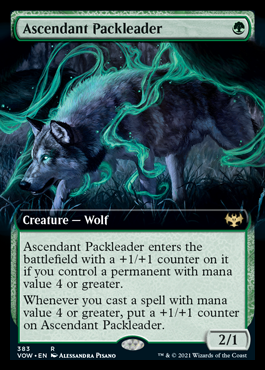 Ascendant Packleader
Creature — Wolf
Ascendant Packleader enters the
battlefield with a +1/+1 counter on it
if you control a permanent with mana
value 4 or greater.
Whenever you cast a spell with mana
value 4 or greater, put a +1/+1 counter
on Ascendant Packleader.
2/1
383 R
VOW • EN Alessandra Pisano
™ & © 2021 Wizards of the Coast